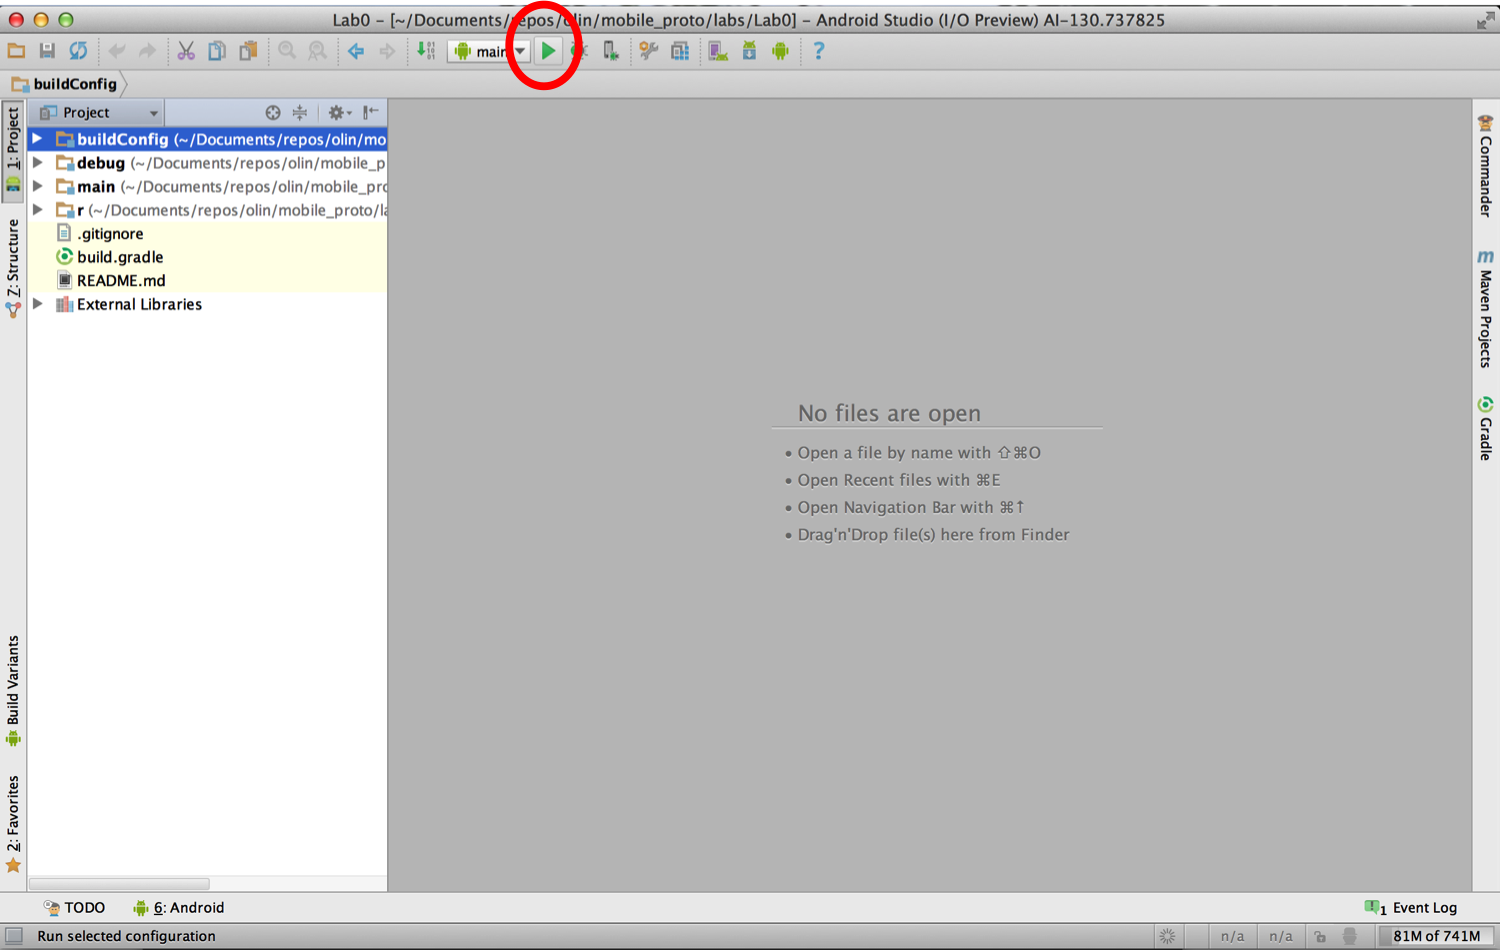 Lab0 – [~/Documents/repos/olin/mobile_proto/labs/Lab0] – Android Studio (I/O Preview) AI-130.737825
main
?
buildConfig
Project
1: Project
Z: Structure
Build Variants
2: Favorites
buildConfig (~/Documents/repos/olin/mo
debug (~/Documents/repos/olin/mobile_p
main (~/Documents/repos/olin/mobile_pro
r (~/Documents/repos/olin/mobile_proto/la
.gitignore
build.gradle
README.md
External Libraries
No files are open
• Open a file by name with ⇧⌘O
• Open Recent files with ⌘E
• Open Navigation Bar with ⌘↑
• Drag'n'Drop file(s) here from Finder
Commander
m Maven Projects
Gradle
TODO
6: Android
1 Event Log
Run selected configuration
n/a
n/a
81M of 741M